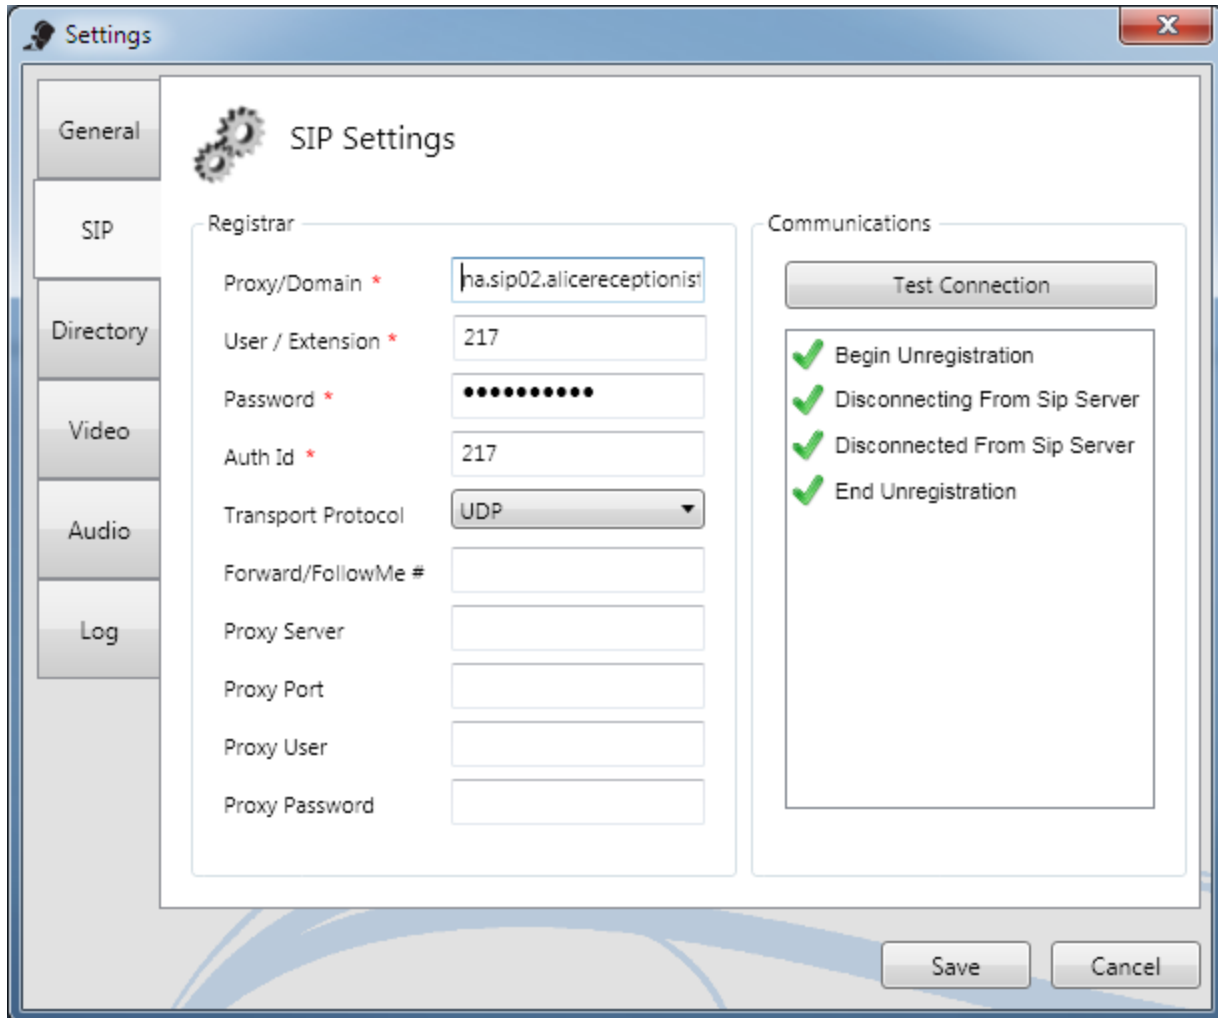 Settings
General
SIP
Directory
Video
Audio
Log
SIP Settings
Registrar
Proxy/Domain *
na.sip02.alicereceptionist
User / Extension *
217
Password *
••••••••••
Auth Id *
217
Transport Protocol
UDP
Forward/FollowMe #
Proxy Server
Proxy Port
Proxy User
Proxy Password
Communications
Test Connection
Begin Unregistration
Disconnecting From Sip Server
Disconnected From Sip Server
End Unregistration
Save
Cancel